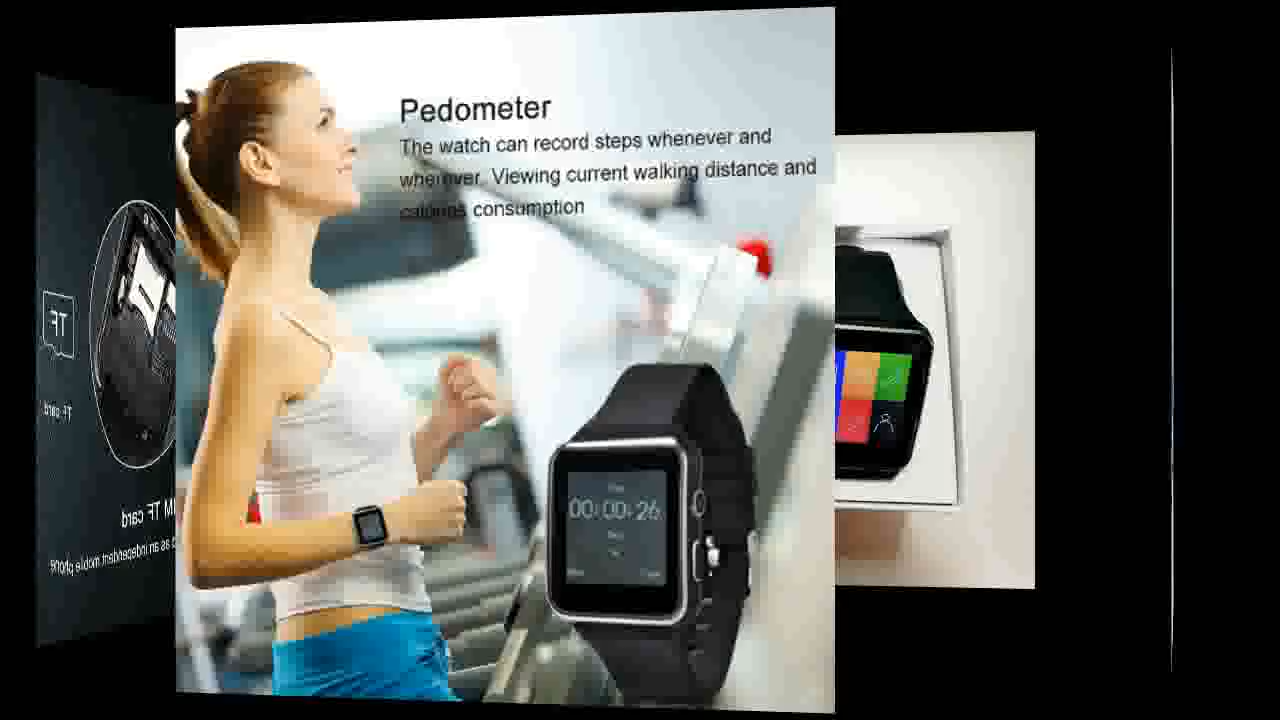 Pedometer
The watch can record steps whenever and
wherever. Viewing current walking distance and
calories consumption
00:00:26
TF
TF card
M TF card
as an independent mobile phone